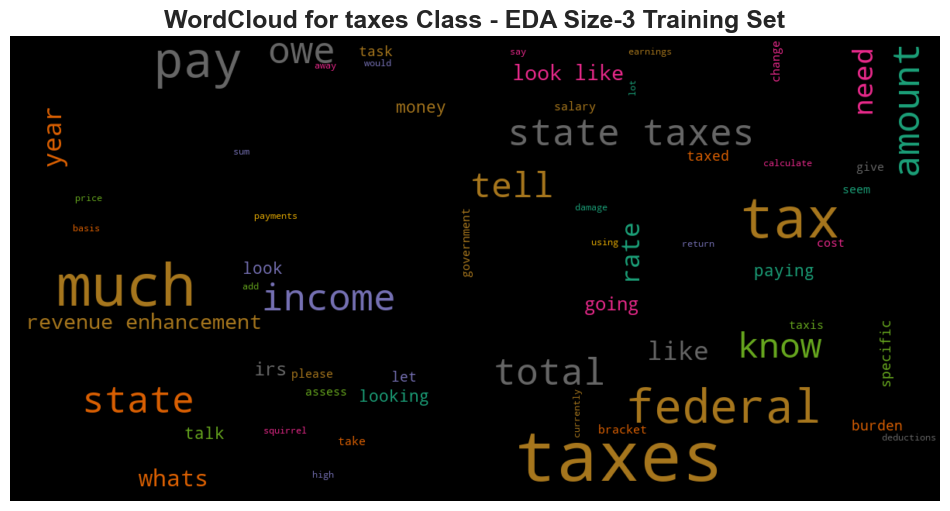 WordCloud for taxes Class - EDA Size-3 Training Set
pay
owe
away
task
would
say
look like
earnings
lot
change
need
amount
year
money
salary
state taxes
taxed
calculate
give
sum
tell
seem
price
basis
payments
damage
government
using
rate
return
tax
cost
look
add
much
income
going
paying
revenue enhancement
taxis
know
specific
like
irs
please
let
total
assess
looking
state
currently
federal
bracket
burden
deductions
talk
squirrel
take
taxes
whats
high